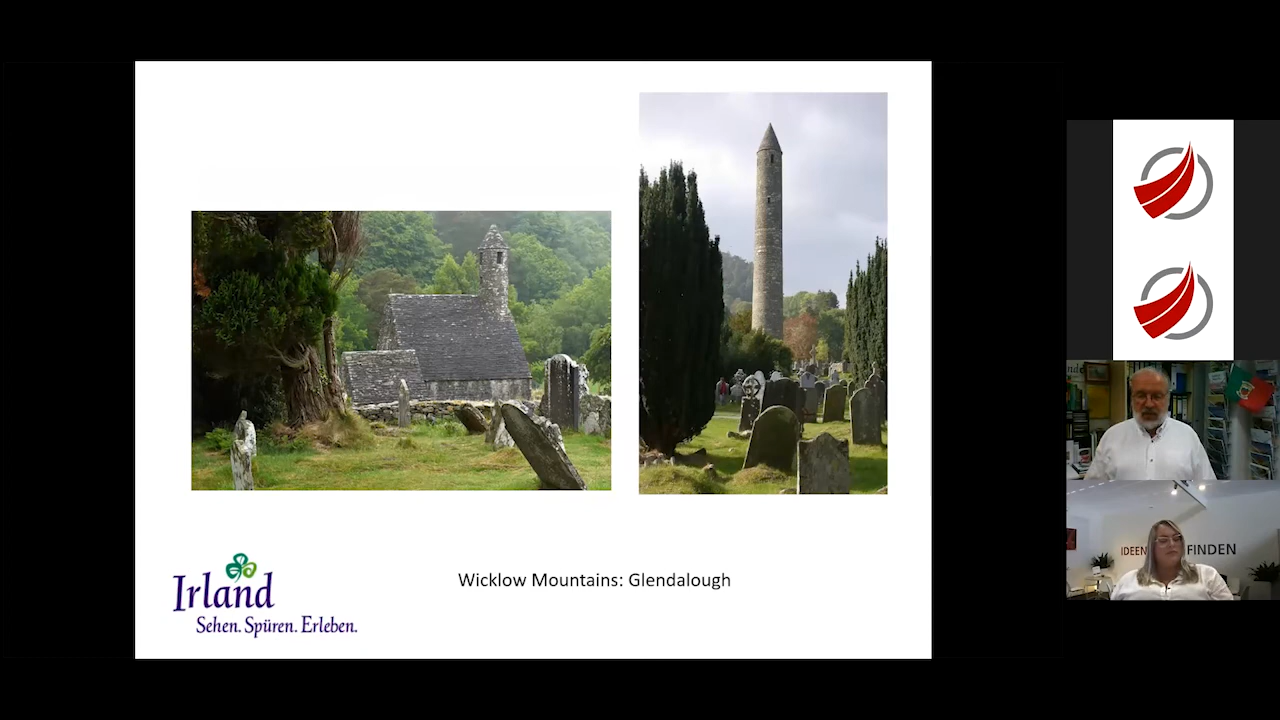 Wicklow Mountains: Glendalough
Irland
Sehen. Spüren. Erleben.
IDEEN FINDEN